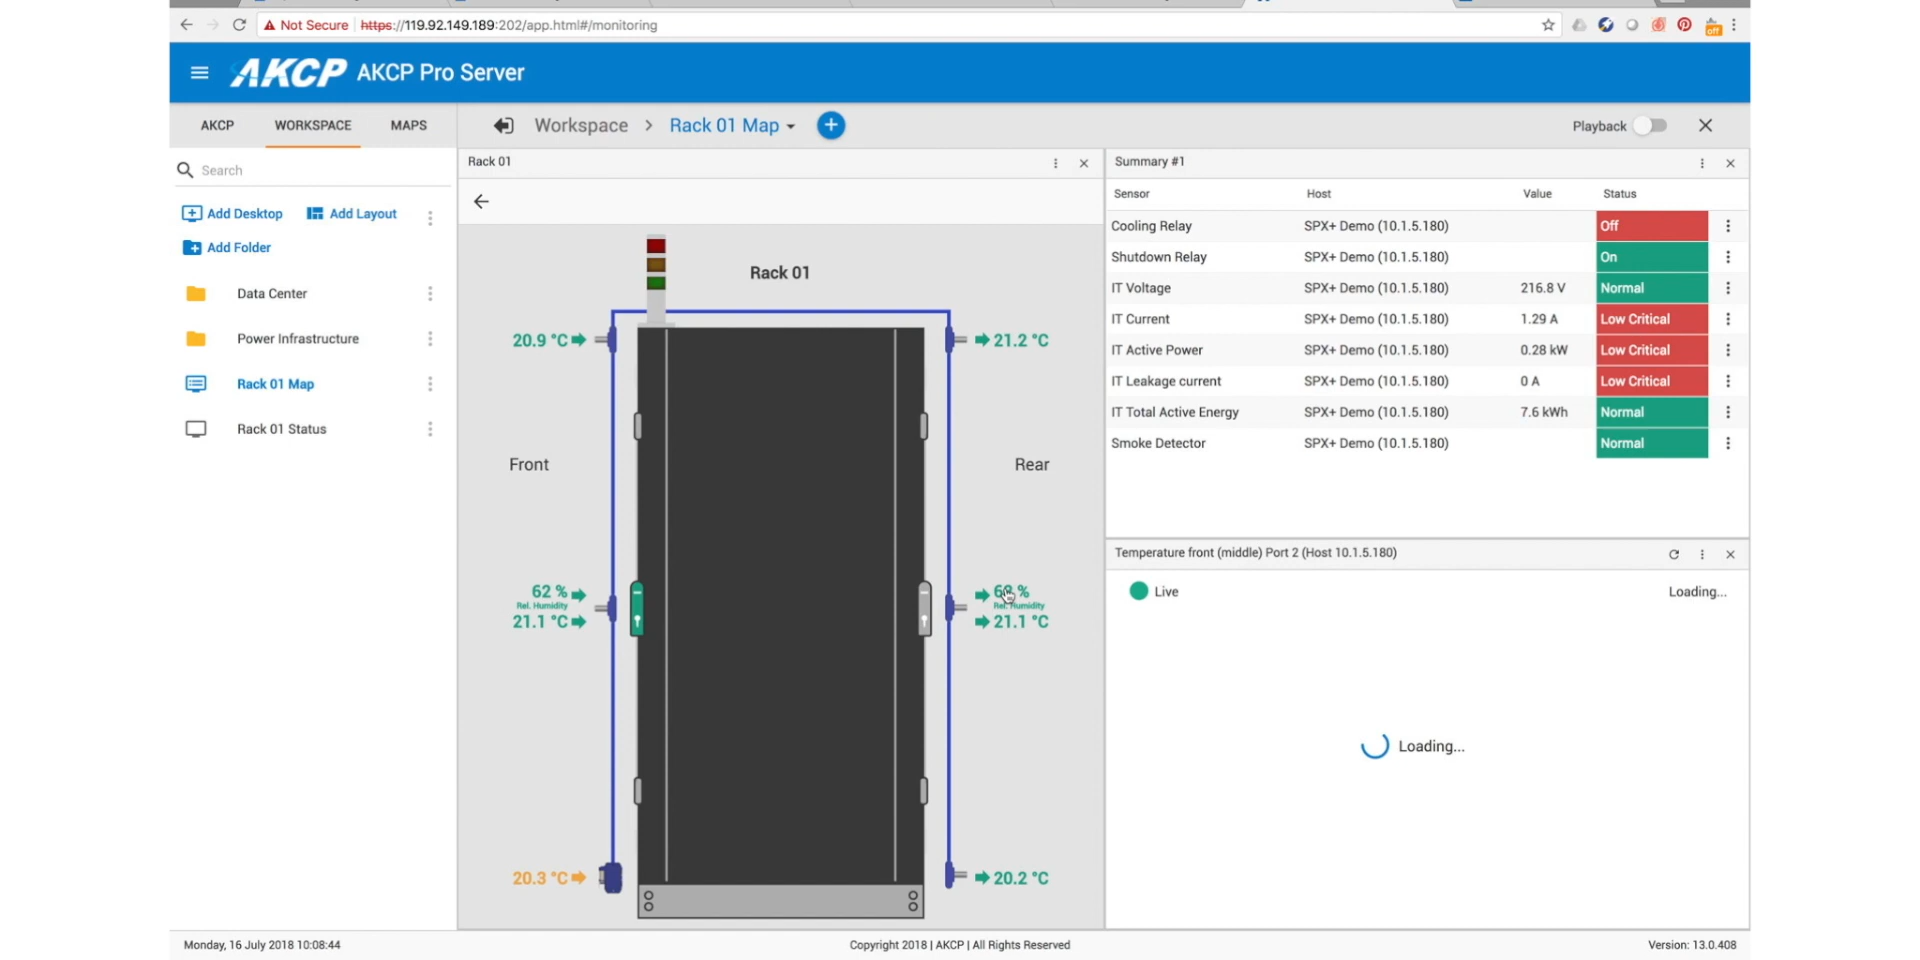 Not Secure https://119.92.149.189:202/app.html#/monitoring
off
AKCP AKCP Pro Server
AKCP WORKSPACE MAPS
Workspace > Rack 01 Map
Playback
Search
Add Desktop Add Layout
Add Folder
Data Center
Power Infrastructure
Rack 01 Map
Rack 01 Status
Rack 01
Rack 01
20.9 °C
21.2 °C
Front
Rear
62 %
Rel. Humidity
21.1 °C
%
Rel. Humidity
21.1 °C
20.3 °C
20.2 °C
Summary #1
Sensor Host Value Status
Cooling Relay SPX+ Demo (10.1.5.180) Off
Shutdown Relay SPX+ Demo (10.1.5.180) On
IT Voltage SPX+ Demo (10.1.5.180) 216.8 V Normal
IT Current SPX+ Demo (10.1.5.180) 1.29 A Low Critical
IT Active Power SPX+ Demo (10.1.5.180) 0.28 kW Low Critical
IT Leakage current SPX+ Demo (10.1.5.180) 0 A Low Critical
IT Total Active Energy SPX+ Demo (10.1.5.180) 7.6 kWh Normal
Smoke Detector SPX+ Demo (10.1.5.180) Normal
Temperature front (middle) Port 2 (Host 10.1.5.180)
Live Loading...
Loading...
Monday, 16 July 2018 10:08:44
Copyright 2018 | AKCP | All Rights Reserved
Version: 13.0.408